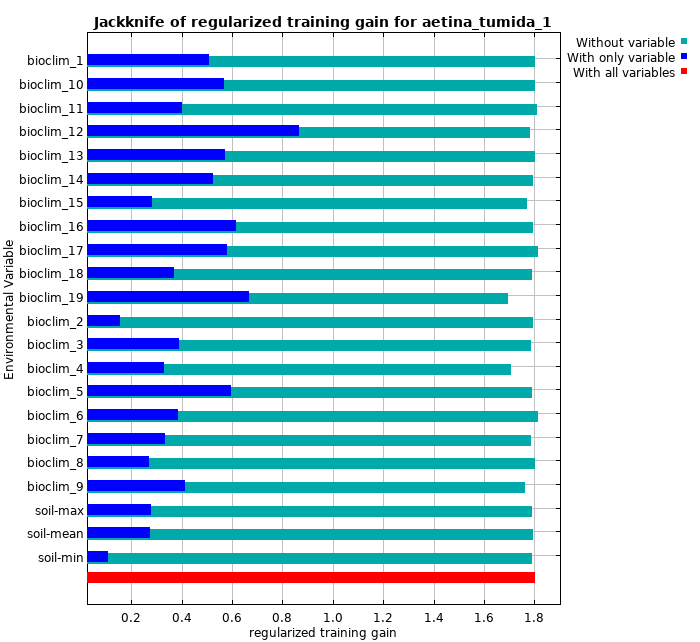 Jackknife of regularized training gain for aetina_tumida_1
Without variable
With only variable
With all variables
Environmental Variable
bioclim_1
bioclim_10
bioclim_11
bioclim_12
bioclim_13
bioclim_14
bioclim_15
bioclim_16
bioclim_17
bioclim_18
bioclim_19
bioclim_2
bioclim_3
bioclim_4
bioclim_5
bioclim_6
bioclim_7
bioclim_8
bioclim_9
soil-max
soil-mean
soil-min
0.2 0.4 0.6 0.8 1.0 1.2 1.4 1.6 1.8
regularized training gain